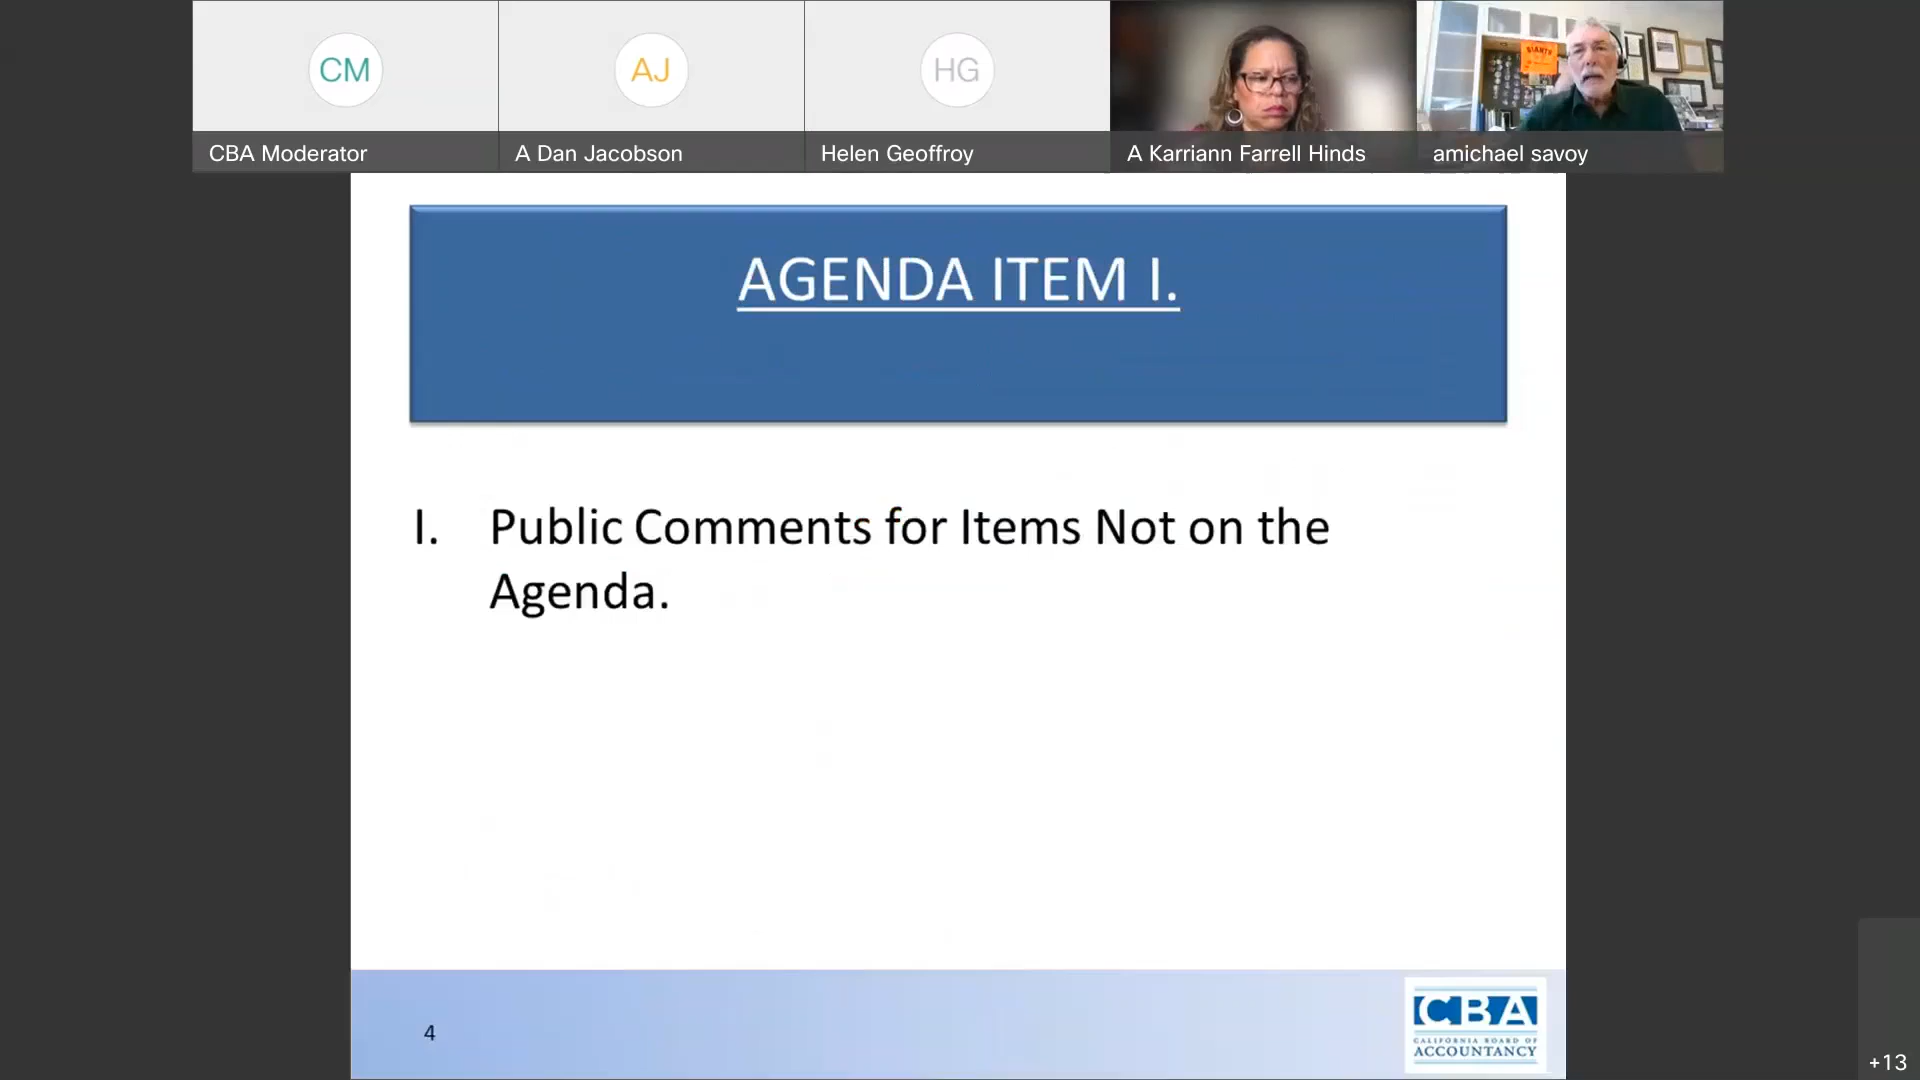 CM
AJ
HG
GIANTS
CBA Moderator
A Dan Jacobson
Helen Geoffroy
A Karriann Farrell Hinds
amichael savoy
AGENDA ITEM I.
I. Public Comments for Items Not on the
Agenda.
4
CBA
CALIFORNIA BOARD OF
ACCOUNTANCY
+13